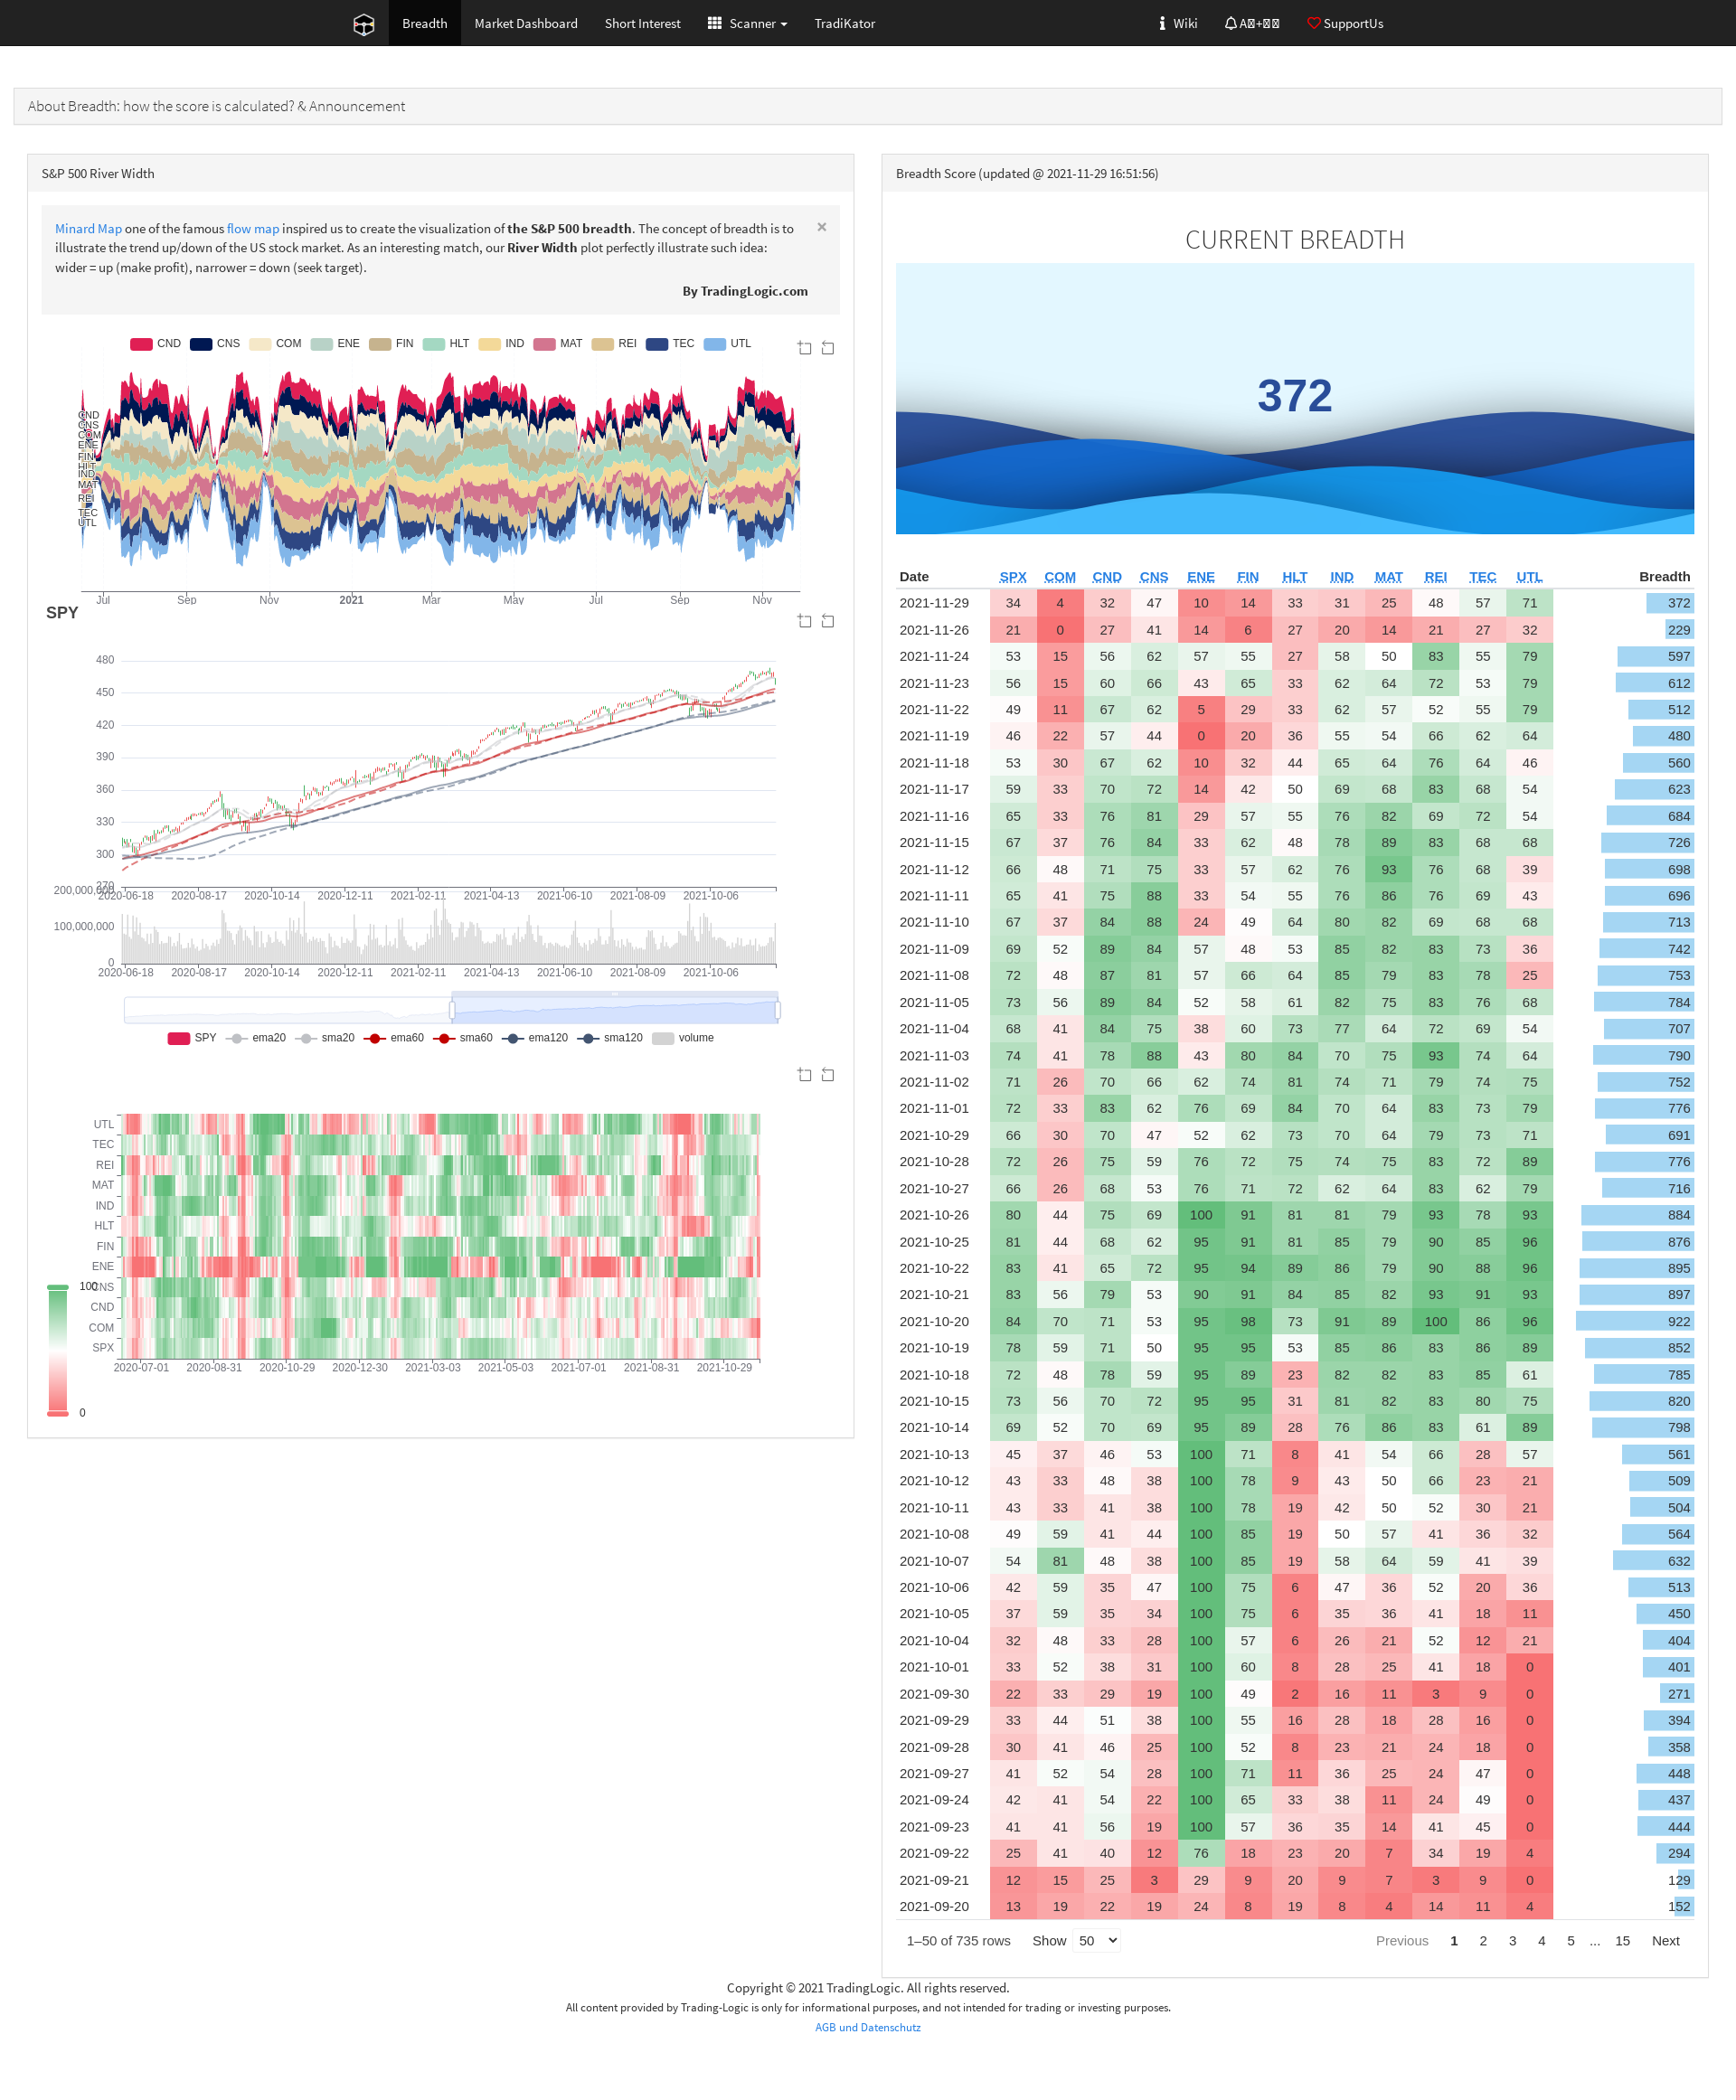 Breadth Market Dashboard Short Interest Scanner TradiKator Wiki SupportUs
About Breadth: how the score is calculated? & Announcement
S&P 500 River Width
Minard Map one of the famous flow map inspired us to create the visualization of the S&P 500 breadth. The concept of breadth is to
illustrate the trend up/down of the US stock market. As an interesting match, our River Width plot perfectly illustrate such idea:
wider = up (make profit), narrower = down (seek target).
×
By TradingLogic.com
CND CNS COM ENE FIN HLT IND MAT REI TEC UTL
CND
CNS
COM
ENE
FIN
HLT
IND
MAT
REI
TEC
UTL
Jul Sep Nov 2021 Mar May Jul Sep Nov
SPY
480
450
420
390
360
330
300
270
2020-06-18 2020-08-17 2020-10-14 2020-12-11 2021-02-11 2021-04-13 2021-06-10 2021-08-09 2021-10-06
200,000,000
100,000,000
0
2020-06-18 2020-08-17 2020-10-14 2020-12-11 2021-02-11 2021-04-13 2021-06-10 2021-08-09 2021-10-06
SPY ema20 sma20 ema60 sma60 ema120 sma120 volume
UTL
TEC
REI
MAT
IND
HLT
FIN
ENE
CNS
CND
COM
SPX
100
0
2020-07-01 2020-08-31 2020-10-29 2020-12-30 2021-03-03 2021-05-03 2021-07-01 2021-08-31 2021-10-29
Breadth Score (updated @ 2021-11-29 16:51:56)
CURRENT BREADTH
372
Date SPX COM CND CNS ENE FIN HLT IND MAT REI TEC UTL Breadth
2021-11-29 34 4 32 47 10 14 33 31 25 48 57 71 372
2021-11-26 21 0 27 41 14 6 27 20 14 21 27 32 229
2021-11-24 53 15 56 62 57 55 27 58 50 83 55 79 597
2021-11-23 56 15 60 66 43 65 33 62 64 72 53 79 612
2021-11-22 49 11 67 62 5 29 33 62 57 52 55 79 512
2021-11-19 46 22 57 44 0 20 36 55 54 66 62 64 480
2021-11-18 53 30 67 62 10 32 44 65 64 76 64 46 560
2021-11-17 59 33 70 72 14 42 50 69 68 83 68 54 623
2021-11-16 65 33 76 81 29 57 55 76 82 69 72 54 684
2021-11-15 67 37 76 84 33 62 48 78 89 83 68 68 726
2021-11-12 66 48 71 75 33 57 62 76 93 76 68 39 698
2021-11-11 65 41 75 88 33 54 55 76 86 76 69 43 696
2021-11-10 67 37 84 88 24 49 64 80 82 69 68 68 713
2021-11-09 69 52 89 84 57 48 53 85 82 83 73 36 742
2021-11-08 72 48 87 81 57 66 64 85 79 83 78 25 753
2021-11-05 73 56 89 84 52 58 61 82 75 83 76 68 784
2021-11-04 68 41 84 75 38 60 73 77 64 72 69 54 707
2021-11-03 74 41 78 88 43 80 84 70 75 93 74 64 790
2021-11-02 71 26 70 66 62 74 81 74 71 79 74 75 752
2021-11-01 72 33 83 62 76 69 84 70 64 83 73 79 776
2021-10-29 66 30 70 47 52 62 73 70 64 79 73 71 691
2021-10-28 72 26 75 59 76 72 75 74 75 83 72 89 776
2021-10-27 66 26 68 53 76 71 72 62 64 83 62 79 716
2021-10-26 80 44 75 69 100 91 81 81 79 93 78 93 884
2021-10-25 81 44 68 62 95 91 81 85 79 90 85 96 876
2021-10-22 83 41 65 72 95 94 89 86 79 90 88 96 895
2021-10-21 83 56 79 53 90 91 84 85 82 93 91 93 897
2021-10-20 84 70 71 53 95 98 73 91 89 100 86 96 922
2021-10-19 78 59 71 50 95 95 53 85 86 83 86 89 852
2021-10-18 72 48 78 59 95 89 23 82 82 83 85 61 785
2021-10-15 73 56 70 72 95 95 31 81 82 83 80 75 820
2021-10-14 69 52 70 69 95 89 28 76 86 83 61 89 798
2021-10-13 45 37 46 53 100 71 8 41 54 66 28 57 561
2021-10-12 43 33 48 38 100 78 9 43 50 66 23 21 509
2021-10-11 43 33 41 38 100 78 19 42 50 52 30 21 504
2021-10-08 49 59 41 44 100 85 19 50 57 41 36 32 564
2021-10-07 54 81 48 38 100 85 19 58 64 59 41 39 632
2021-10-06 42 59 35 47 100 75 6 47 36 52 20 36 513
2021-10-05 37 59 35 34 100 75 6 35 36 41 18 11 450
2021-10-04 32 48 33 28 100 57 6 26 21 52 12 21 404
2021-10-01 33 52 38 31 100 60 8 28 25 41 18 0 401
2021-09-30 22 33 29 19 100 49 2 16 11 3 9 0 271
2021-09-29 33 44 51 38 100 55 16 28 18 28 16 0 394
2021-09-28 30 41 46 25 100 52 8 23 21 24 18 0 358
2021-09-27 41 52 54 28 100 71 11 36 25 24 47 0 448
2021-09-24 42 41 54 22 100 65 33 38 11 24 49 0 437
2021-09-23 41 41 56 19 100 57 36 35 14 41 45 0 444
2021-09-22 25 41 40 12 76 18 23 20 7 34 19 4 294
2021-09-21 12 15 25 3 29 9 20 9 7 3 9 0 129
2021-09-20 13 19 22 19 24 8 19 8 4 14 11 4 152
1–50 of 735 rows Show 50 Previous 1 2 3 4 5 ... 15 Next
Copyright © 2021 TradingLogic. All rights reserved.
All content provided by Trading-Logic is only for informational purposes, and not intended for trading or investing purposes.
AGB und Datenschutz